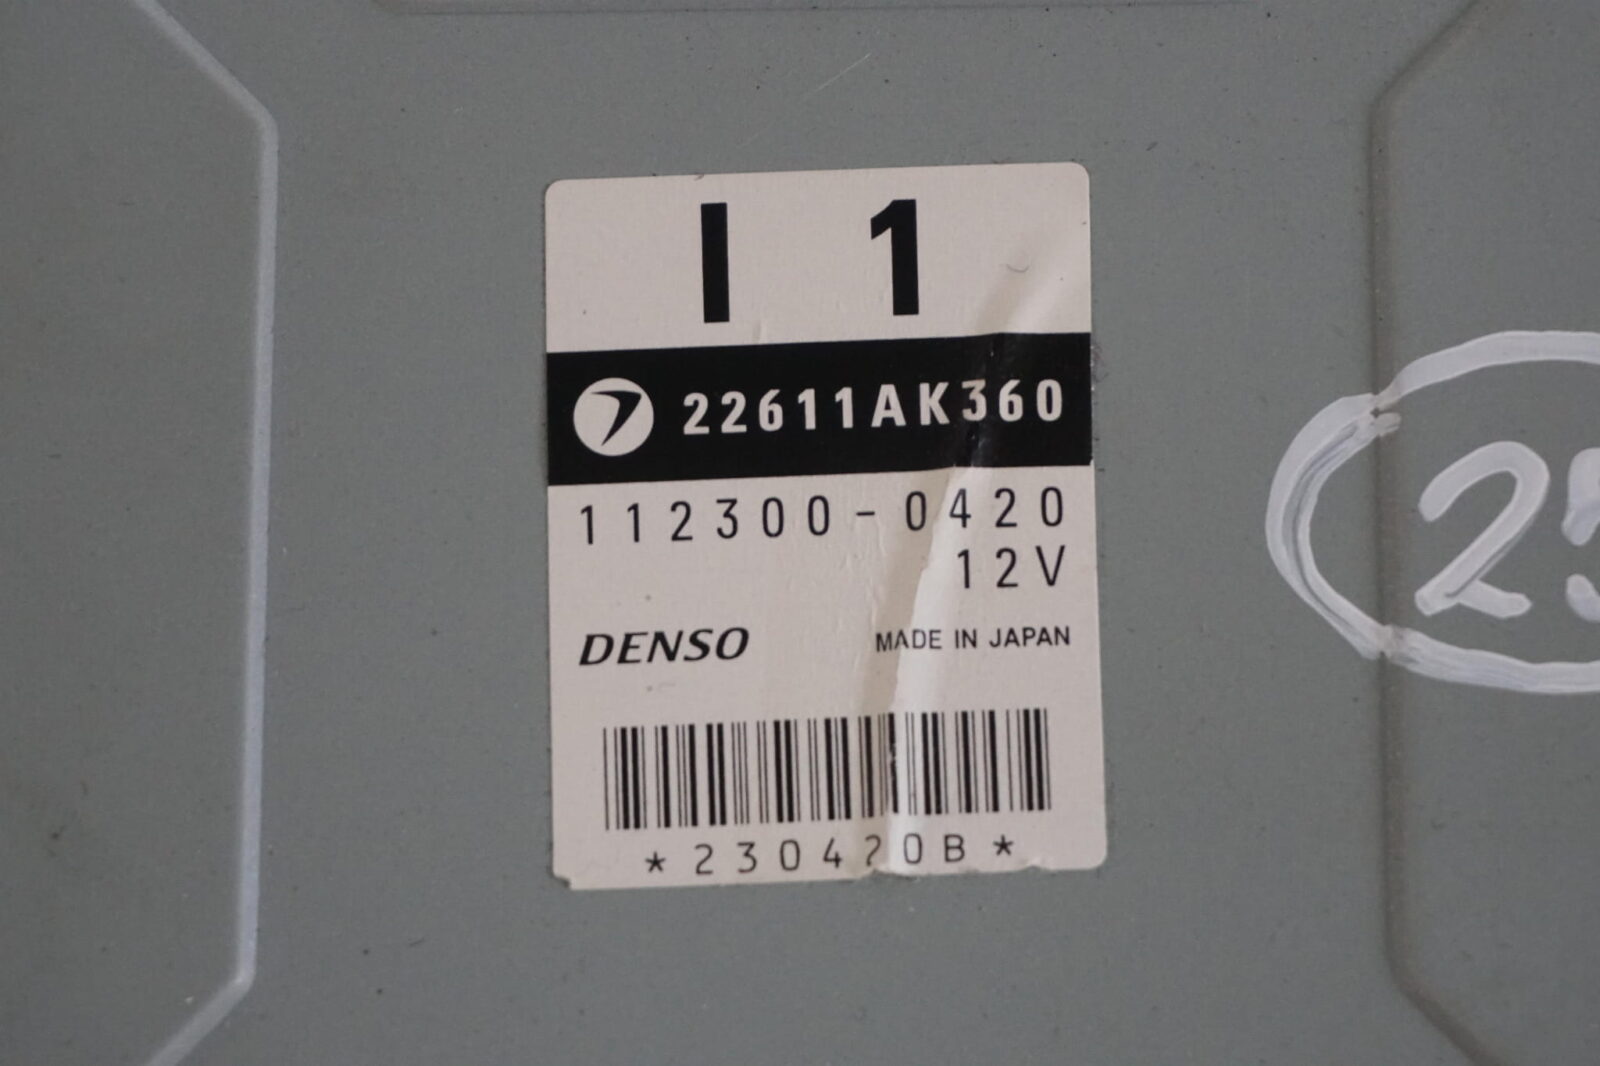 I 1
22611AK360
112300-0420
12V
DENSO MADE IN JAPAN
*230420B*